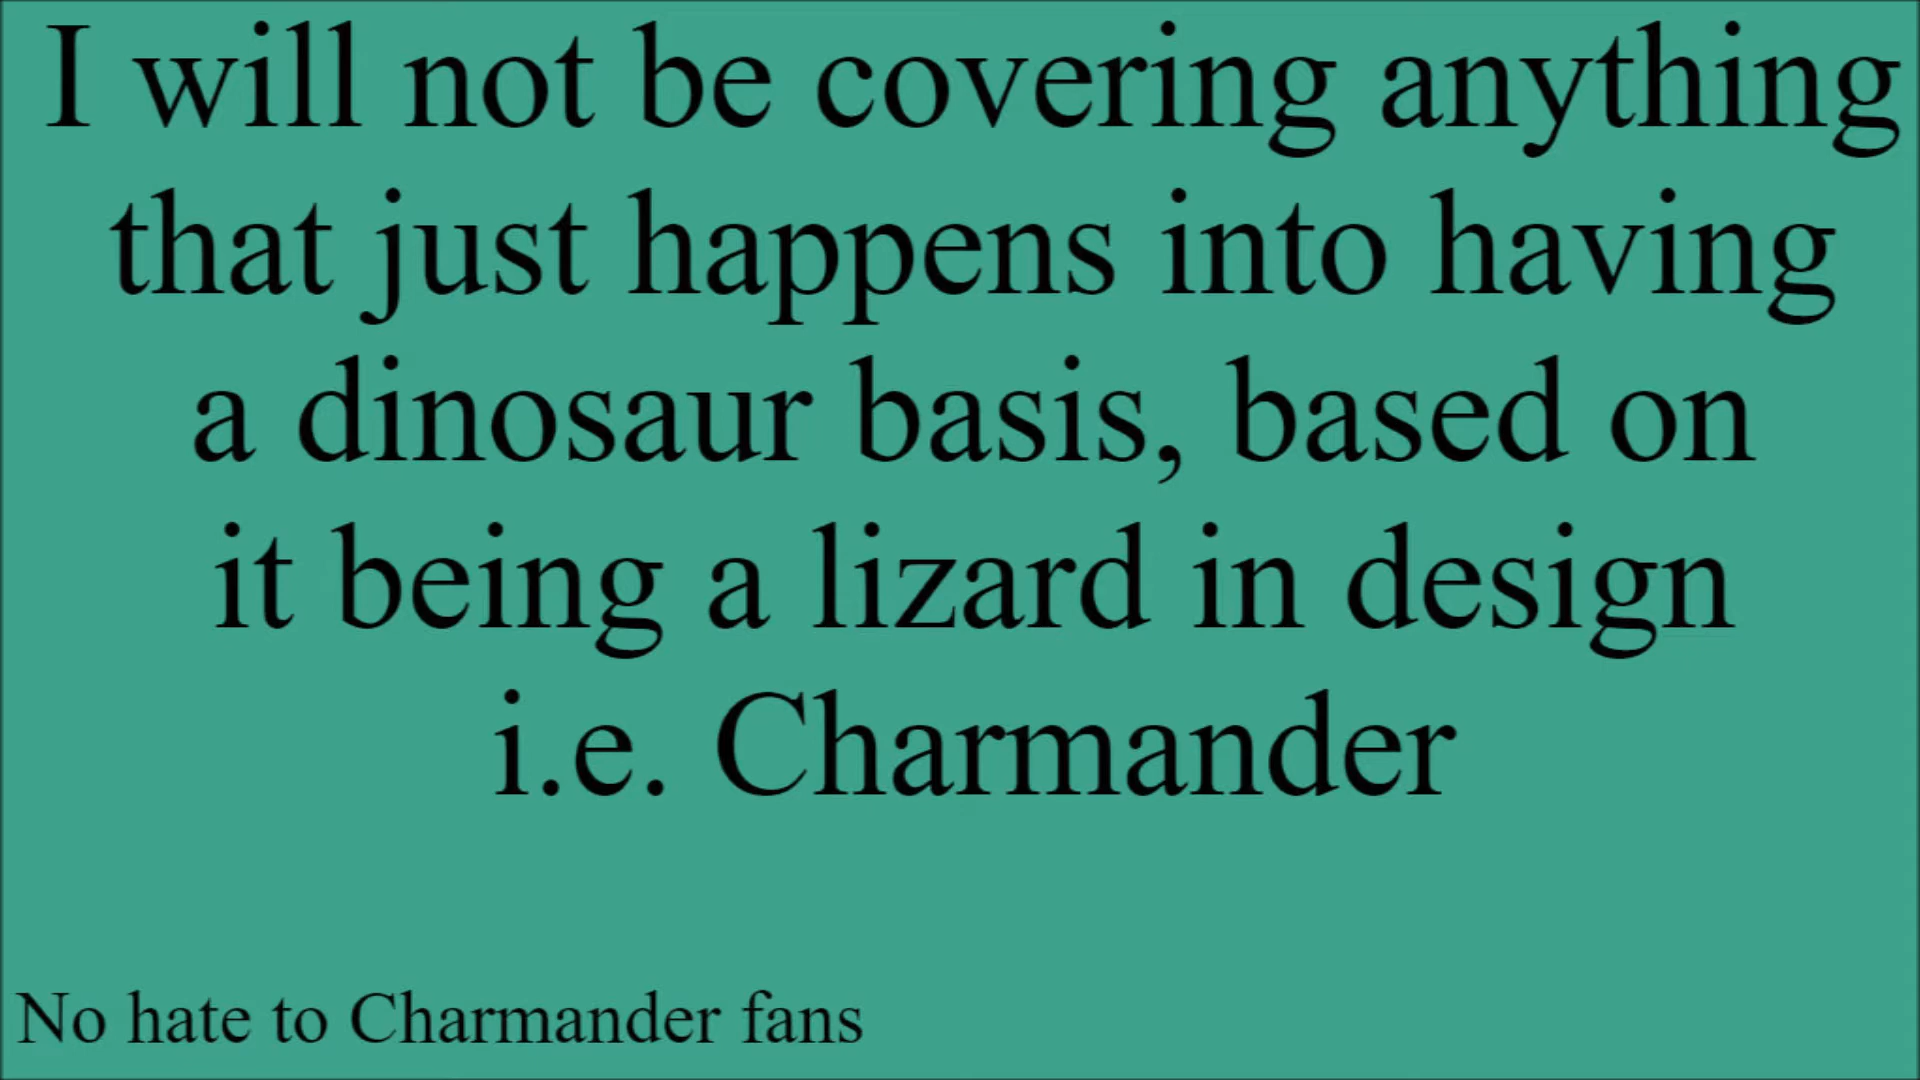 I will not be covering anything
that just happens into having
a dinosaur basis, based on
it being a lizard in design
i.e. Charmander
No hate to Charmander fans